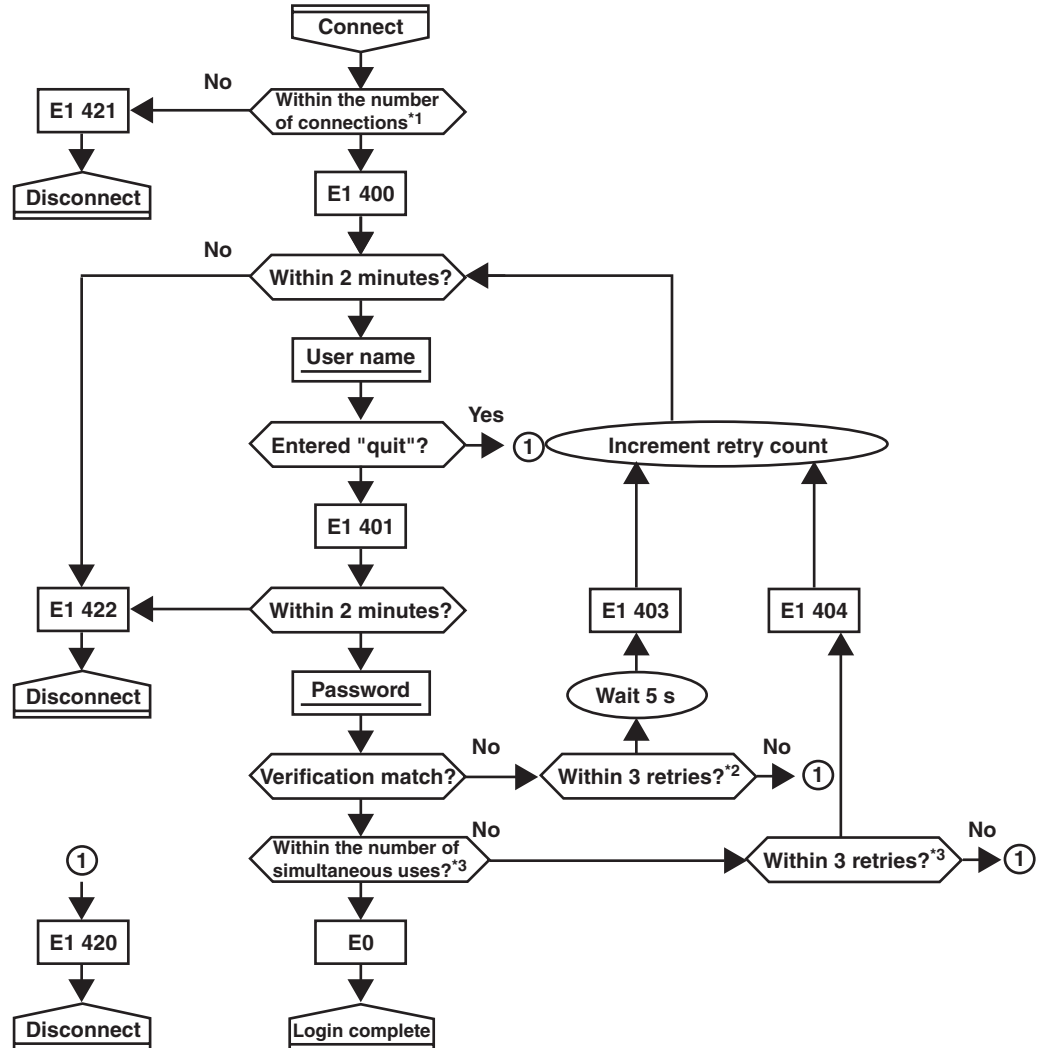 Connect
No
E1 421
Within the number
of connections*1
Disconnect
E1 400
No
Within 2 minutes?
User name
Yes
Entered "quit"?
1
Increment retry count
E1 401
E1 422
Within 2 minutes?
E1 403
E1 404
Disconnect
Password
Wait 5 s
No
Verification match?
Within 3 retries?*2
No
1
No
Within the number of
simultaneous uses?*3
Within 3 retries?*3
No
1
1
E1 420
E0
Disconnect
Login complete